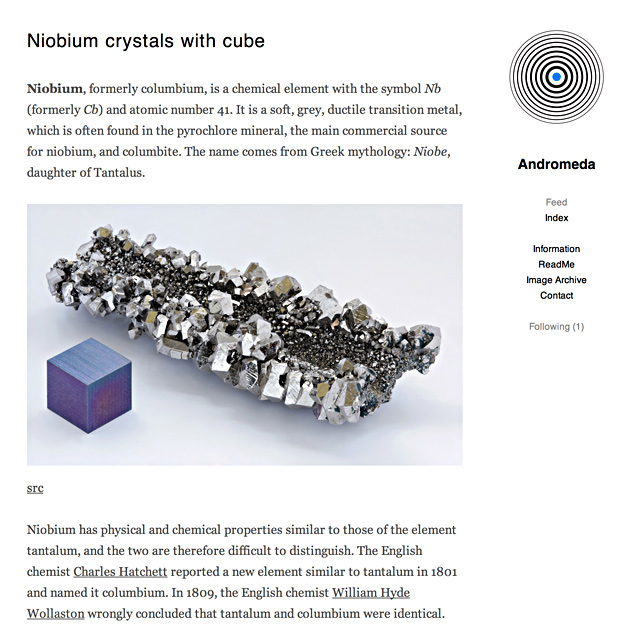 Niobium crystals with cube
Niobium, formerly columbium, is a chemical element with the symbol Nb
(formerly Cb) and atomic number 41. It is a soft, grey, ductile transition metal,
which is often found in the pyrochlore mineral, the main commercial source
for niobium, and columbite. The name comes from Greek mythology: Niobe,
daughter of Tantalus.
src
Niobium has physical and chemical properties similar to those of the element
tantalum, and the two are therefore difficult to distinguish. The English
chemist Charles Hatchett reported a new element similar to tantalum in 1801
and named it columbium. In 1809, the English chemist William Hyde
Wollaston wrongly concluded that tantalum and columbium were identical.
Andromeda
Feed
Index
Information
ReadMe
Image Archive
Contact
Following (1)